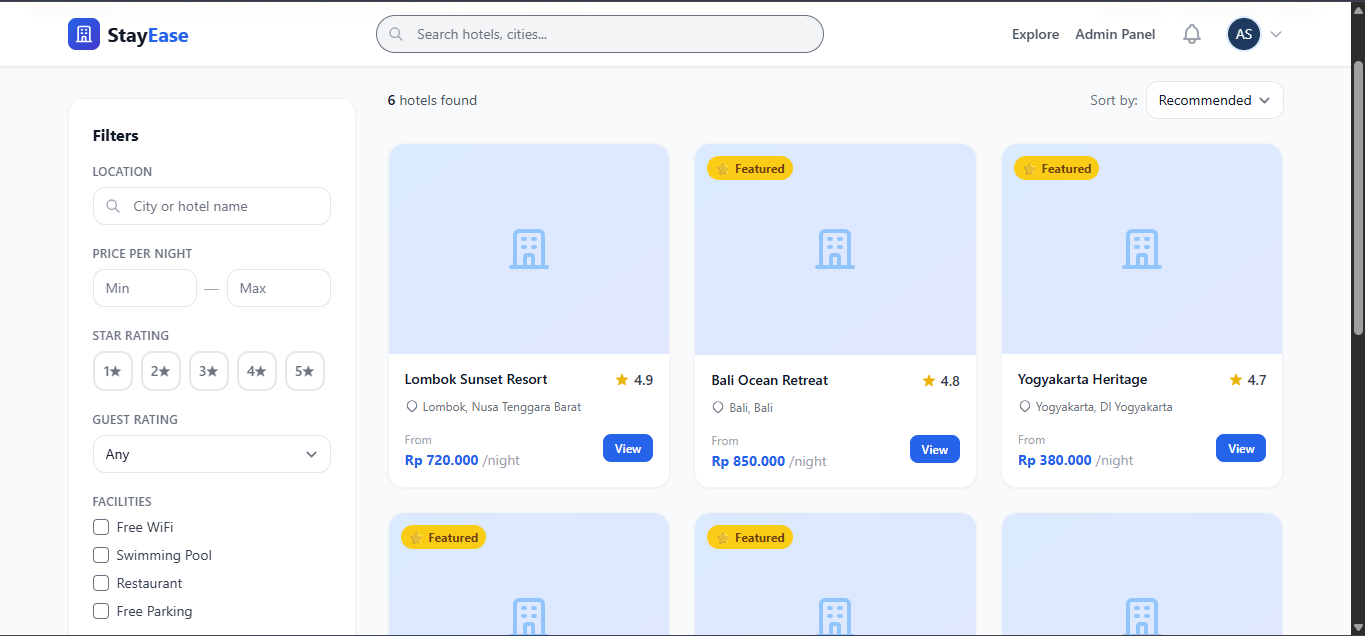 StayEase
Search hotels, cities...
Explore
Admin Panel
AS
Filters
LOCATION
City or hotel name
PRICE PER NIGHT
Min — Max
STAR RATING
1★ 2★ 3★ 4★ 5★
GUEST RATING
Any
FACILITIES
Free WiFi
Swimming Pool
Restaurant
Free Parking
6 hotels found
Sort by: Recommended
Lombok Sunset Resort ★ 4.9
Lombok, Nusa Tenggara Barat
From
Rp 720.000 /night
View
⭐ Featured
Bali Ocean Retreat ★ 4.8
Bali, Bali
From
Rp 850.000 /night
View
⭐ Featured
Yogyakarta Heritage ★ 4.7
Yogyakarta, DI Yogyakarta
From
Rp 380.000 /night
View
⭐ Featured
⭐ Featured